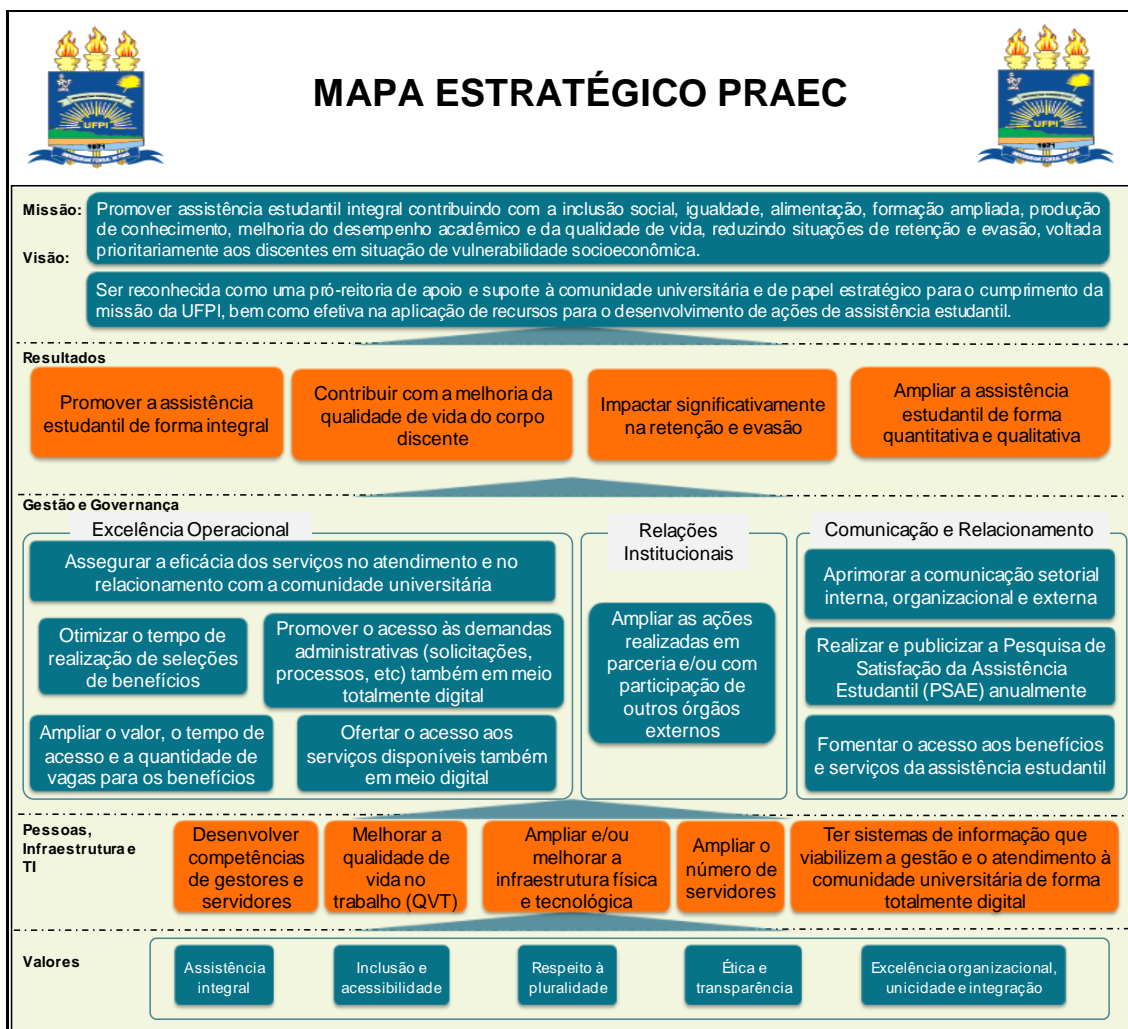 MAPA ESTRATÉGICO PRAEC
UFPI
1971
UFPI
1971
Missão:
Promover assistência estudantil integral contribuindo com a inclusão social, igualdade, alimentação, formação ampliada, produção
de conhecimento, melhoria do desempenho acadêmico e da qualidade de vida, reduzindo situações de retenção e evasão, voltada
prioritariamente aos discentes em situação de vulnerabilidade socioeconômica.
Visão:
Ser reconhecida como uma pró-reitoria de apoio e suporte à comunidade universitária e de papel estratégico para o cumprimento da
missão da UFPI, bem como efetiva na aplicação de recursos para o desenvolvimento de ações de assistência estudantil.
Resultados
Promover a assistência
estudantil de forma integral
Contribuir com a melhoria da
qualidade de vida do corpo
discente
Impactar significativamente
na retenção e evasão
Ampliar a assistência
estudantil de forma
quantitativa e qualitativa
Gestão e Governança
Excelência Operacional
Assegurar a eficácia dos serviços no atendimento e no
relacionamento com a comunidade universitária
Otimizar o tempo de
realização de seleções
de benefícios
Promover o acesso às demandas
administrativas (solicitações,
processos, etc) também em meio
totalmente digital
Ampliar o valor, o tempo de
acesso e a quantidade de
vagas para os benefícios
Ofertar o acesso aos
serviços disponíveis também
em meio digital
Relações
Institucionais
Ampliar as ações
realizadas em
parceria e/ou com
participação de
outros órgãos
externos
Comunicação e Relacionamento
Aprimorar a comunicação setorial
interna, organizacional e externa
Realizar e publicizar a Pesquisa de
Satisfação da Assistência
Estudantil (PSAE) anualmente
Fomentar o acesso aos benefícios
e serviços da assistência estudantil
Pessoas,
Infraestrutura e
TI
Desenvolver
competências
de gestores e
servidores
Melhorar a
qualidade de
vida no
trabalho (QVT)
Ampliar e/ou
melhorar a
infraestrutura física
e tecnológica
Ampliar o
número de
servidores
Ter sistemas de informação que
viabilizem a gestão e o atendimento à
comunidade universitária de forma
totalmente digital
Valores
Assistência
integral
Inclusão e
acessibilidade
Respeito à
pluralidade
Ética e
transparência
Excelência organizacional,
unicidade e integração